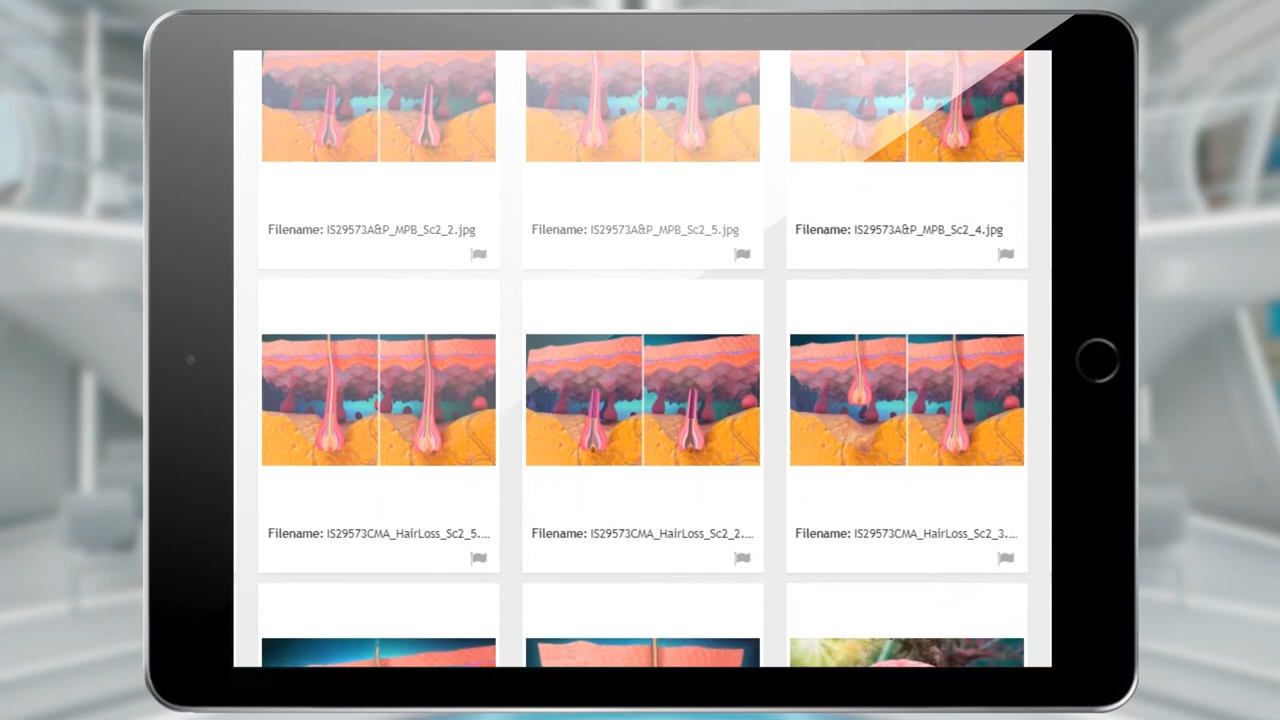 Filename: IS29573A&P_MPB_Sc2_2.jpg
Filename: IS29573A&P_MPB_Sc2_5.jpg
Filename: IS29573A&P_MPB_Sc2_4.jpg
Filename: IS29573CMA_HairLoss_Sc2_5....
Filename: IS29573CMA_HairLoss_Sc2_2....
Filename: IS29573CMA_HairLoss_Sc2_3....